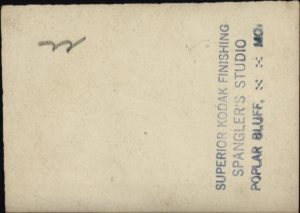 SUPERIOR KODAK FINISHING
SPANGLER'S STUDIO
POPLAR BLUFF, MO.